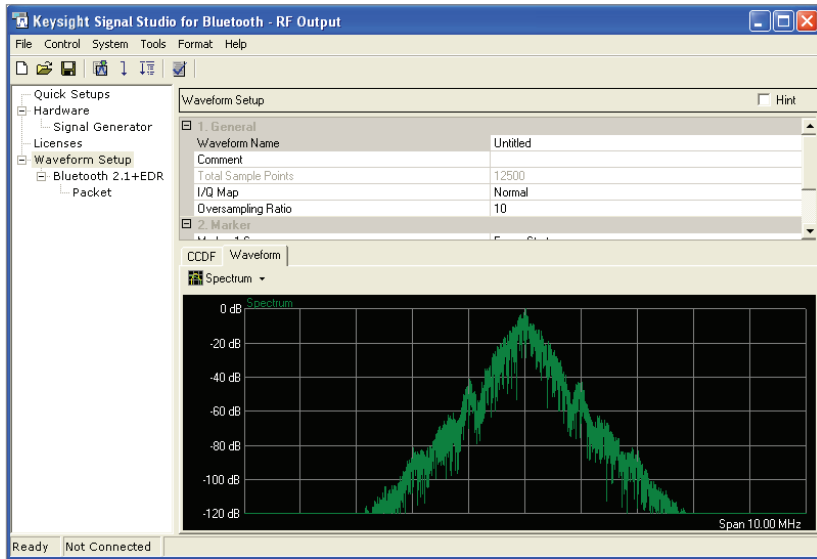 Keysight Signal Studio for Bluetooth - RF Output
File Control System Tools Format Help
Quick Setups
Hardware
Signal Generator
Licenses
Waveform Setup
Bluetooth 2.1+EDR
Packet
Waveform Setup
Hint
1. General
Waveform Name Untitled
Comment
Total Sample Points 12500
I/Q Map Normal
Oversampling Ratio 10
2. Marker
CCDF Waveform
Spectrum
Spectrum
0 dB
-20 dB
-40 dB
-60 dB
-80 dB
-100 dB
-120 dB
Span 10.00 MHz
Ready Not Connected